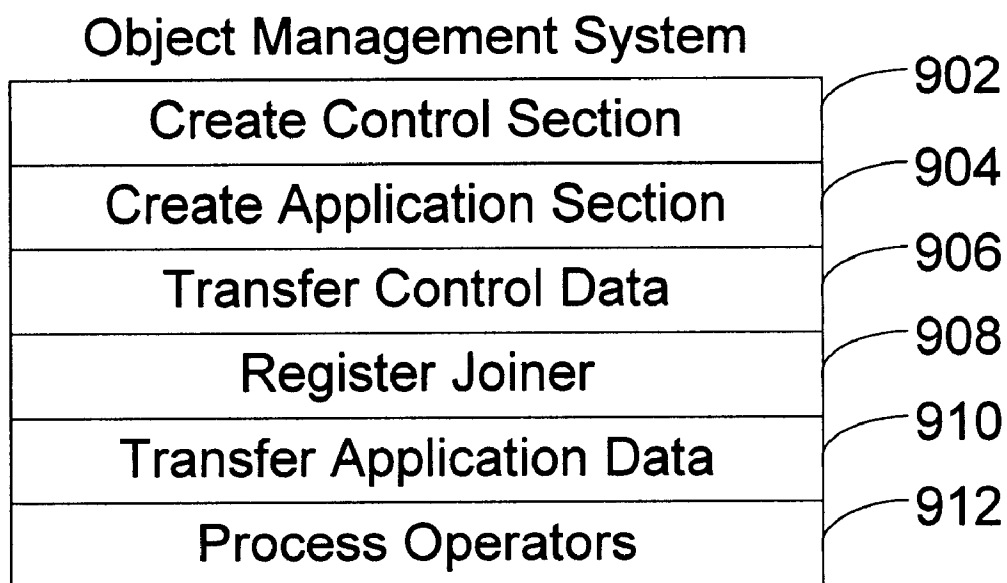 Object Management System
902
Create Control Section
904
Create Application Section
906
Transfer Control Data
908
Register Joiner
910
Transfer Application Data
912
Process Operators